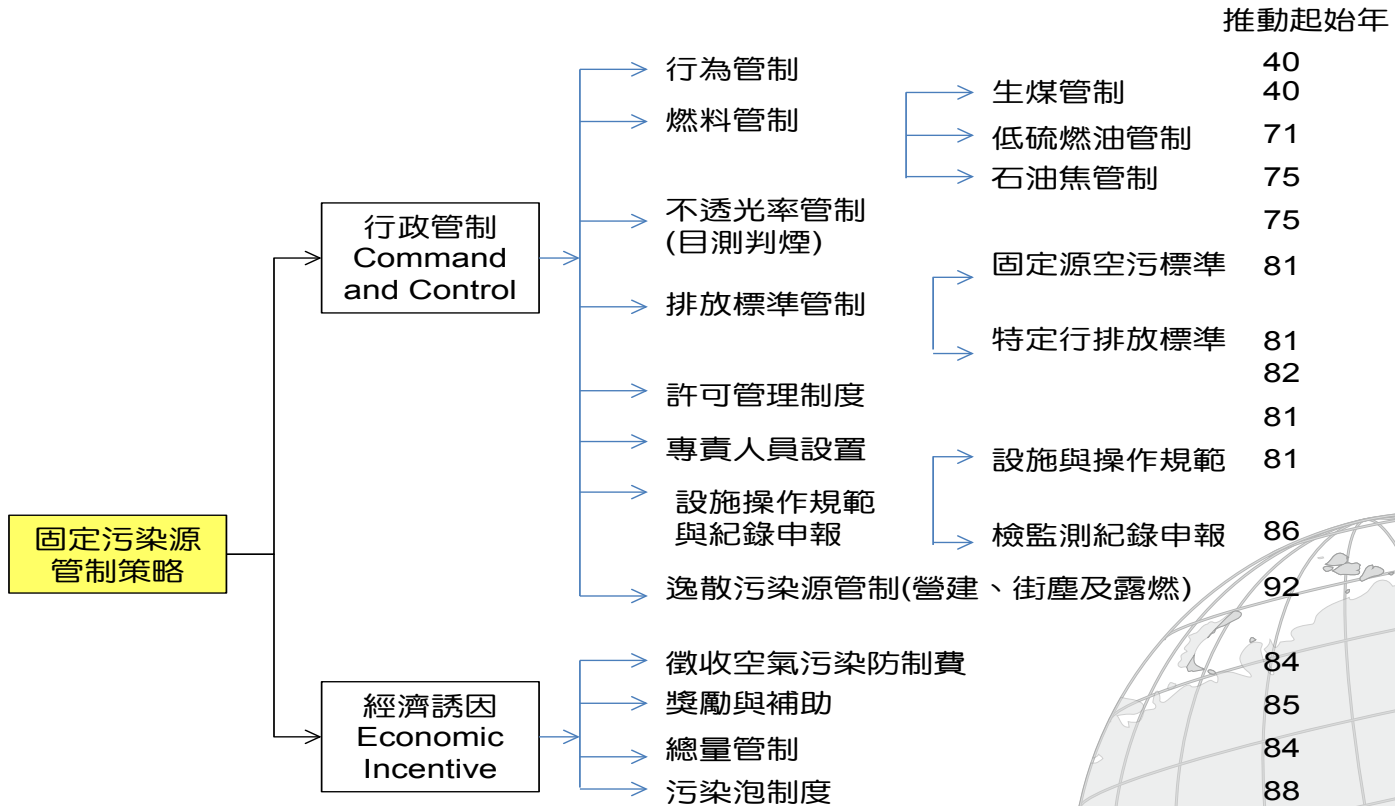 推動起始年
行為管制
40
燃料管制
生煤管制
40
低硫燃油管制
71
石油焦管制
75
不透光率管制
(目測判煙)
75
行政管制
Command
and Control
排放標準管制
固定源空污標準
81
特定行排放標準
81
許可管理制度
82
專責人員設置
81
設施操作規範
與紀錄申報
設施與操作規範
81
檢監測紀錄申報
86
逸散污染源管制(營建、街塵及露燃)
92
固定污染源
管制策略
經濟誘因
Economic
Incentive
徵收空氣污染防制費
84
獎勵與補助
85
總量管制
84
污染泡制度
88